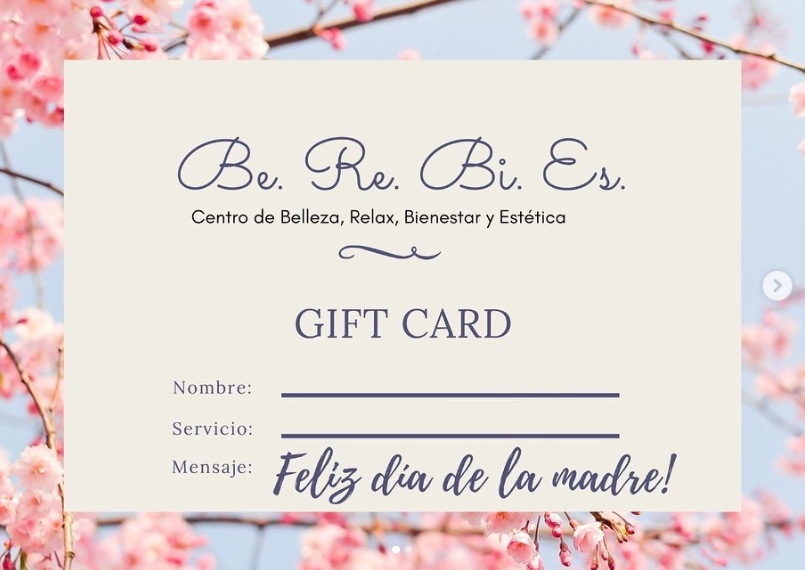 Be. Re. Bi. Es.
Centro de Belleza, Relax, Bienestar y Estética
GIFT CARD
Nombre:
Servicio:
Mensaje: Feliz día de la madre!